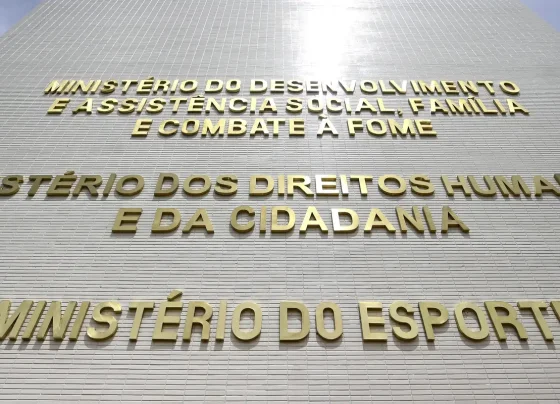 MINISTÉRIO DO DESENVOLVIMENTO
E ASSISTÊNCIA SOCIAL, FAMÍLIA
E COMBATE À FOME
STÉRIO DOS DIREITOS HUMA
E DA CIDADANIA
MINISTÉRIO DO ESPORT